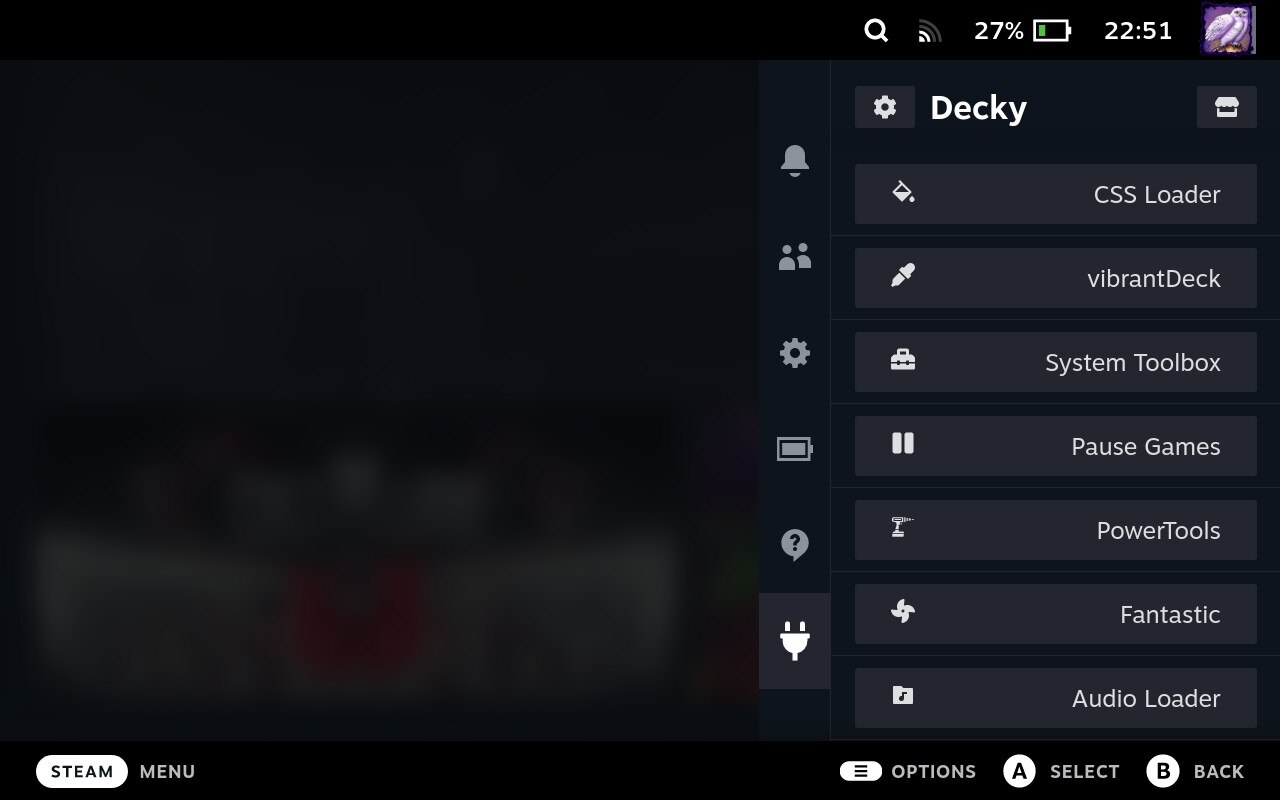 27% 22:51
Decky
CSS Loader
vibrantDeck
System Toolbox
Pause Games
PowerTools
Fantastic
Audio Loader
STEAM MENU OPTIONS A SELECT B BACK